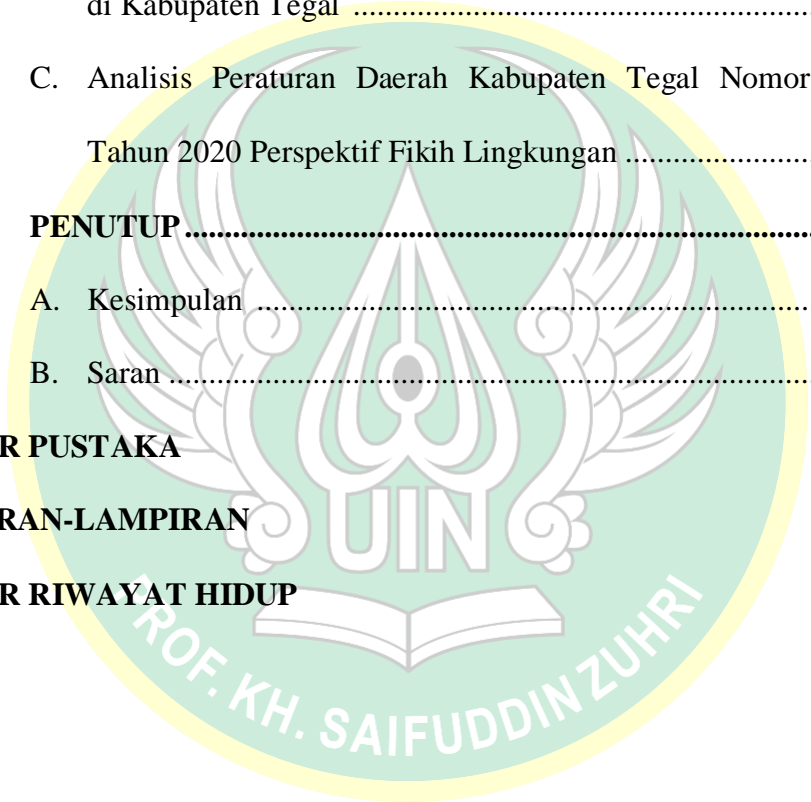 di Kabupaten Tegal ............................................................
C. Analisis Peraturan Daerah Kabupaten Tegal Nomor
Tahun 2020 Perspektif Fikih Lingkungan ........................
PENUTUP ................................................................................
A. Kesimpulan .......................................................................
B. Saran ..................................................................................
R PUSTAKA
RAN-LAMPIRAN
R RIWAYAT HIDUP
UIN
PROF. KH. SAIFUDDIN ZUHRI